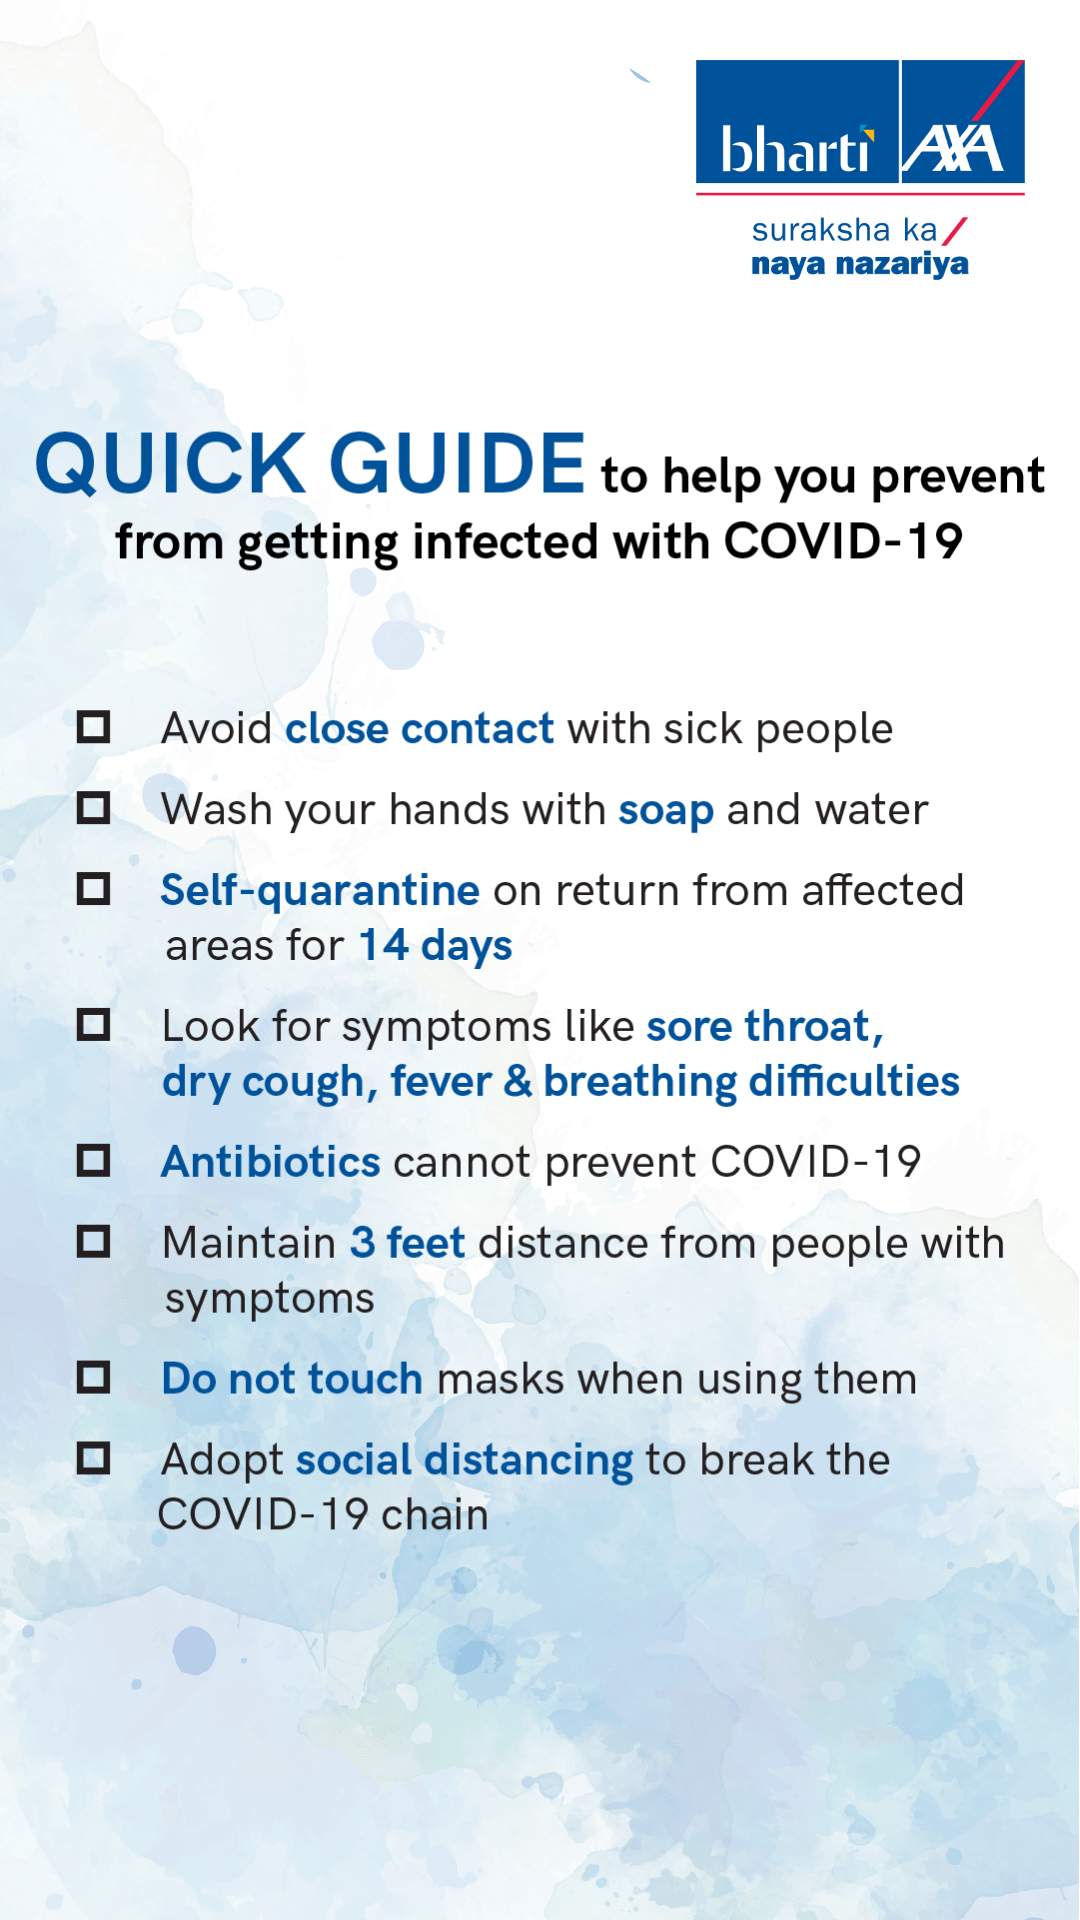 bharti AXA
suraksha ka
naya nazariya
QUICK GUIDE to help you prevent
from getting infected with COVID-19
Avoid close contact with sick people
Wash your hands with soap and water
Self-quarantine on return from affected
areas for 14 days
Look for symptoms like sore throat,
dry cough, fever & breathing difficulties
Antibiotics cannot prevent COVID-19
Maintain 3 feet distance from people with
symptoms
Do not touch masks when using them
Adopt social distancing to break the
COVID-19 chain